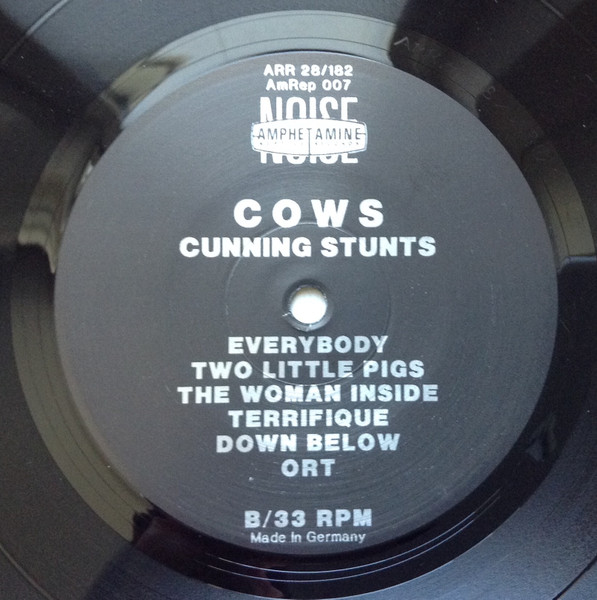 ARR 28/182
AmRep 007
NOISE
AMPHETAMINE
COWS
CUNNING STUNTS
EVERYBODY
TWO LITTLE PIGS
THE WOMAN INSIDE
TERRIFIQUE
DOWN BELOW
ORT
B/33 RPM
Made In Germany